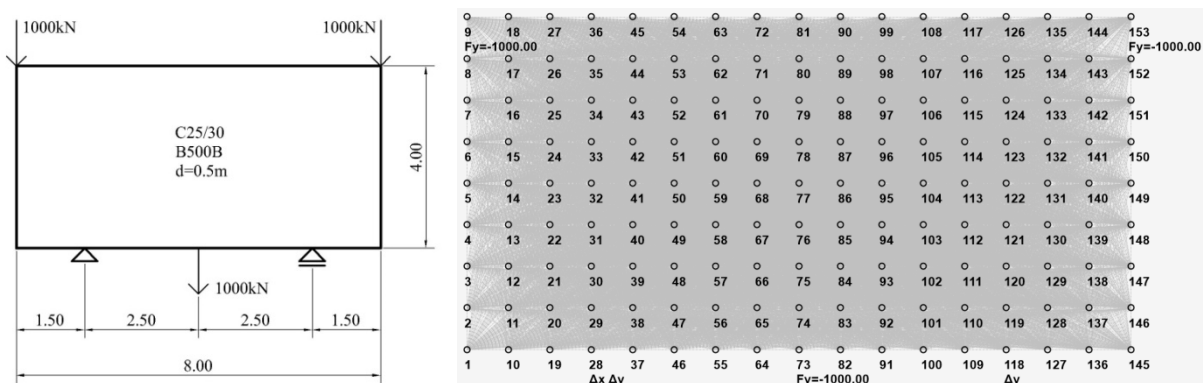 1000kN 1000kN
C25/30
B500B
d=0.5m
4.00
1000kN
1.50 2.50 2.50 1.50
8.00
9 18 27 36 45 54 63 72 81 90 99 108 117 126 135 144 153
Fy=-1000.00 Fy=-1000.00
8 17 26 35 44 53 62 71 80 89 98 107 116 125 134 143 152
7 16 25 34 43 52 61 70 79 88 97 106 115 124 133 142 151
6 15 24 33 42 51 60 69 78 87 96 105 114 123 132 141 150
5 14 23 32 41 50 59 68 77 86 95 104 113 122 131 140 149
4 13 22 31 40 49 58 67 76 85 94 103 112 121 130 139 148
3 12 21 30 39 48 57 66 75 84 93 102 111 120 129 138 147
2 11 20 29 38 47 56 65 74 83 92 101 110 119 128 137 146
1 10 19 28 37 46 55 64 73 82 91 100 109 118 127 136 145
Δx Δy Fy=-1000.00 Δy